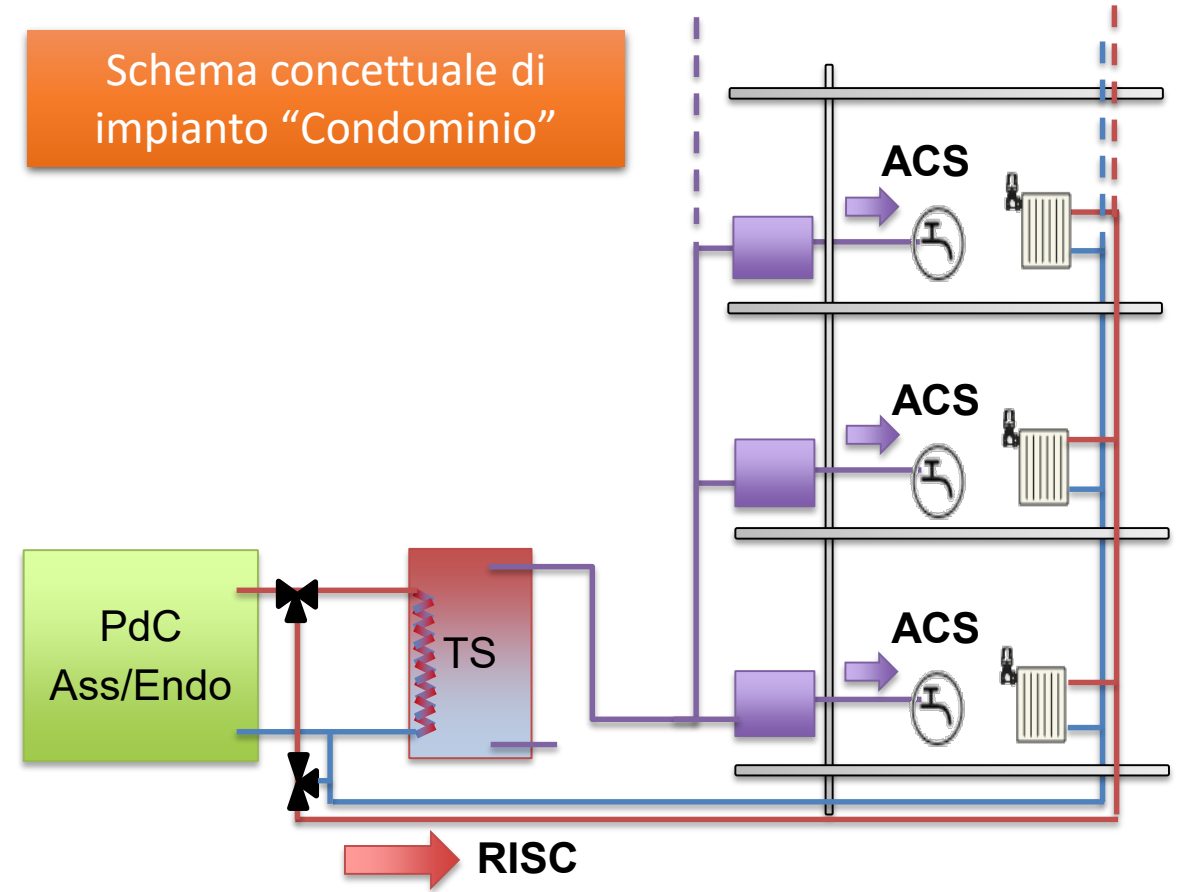 Schema concettuale di
impianto “Condominio”
ACS
ACS
PdC
Ass/Endo
TS
ACS
RISC